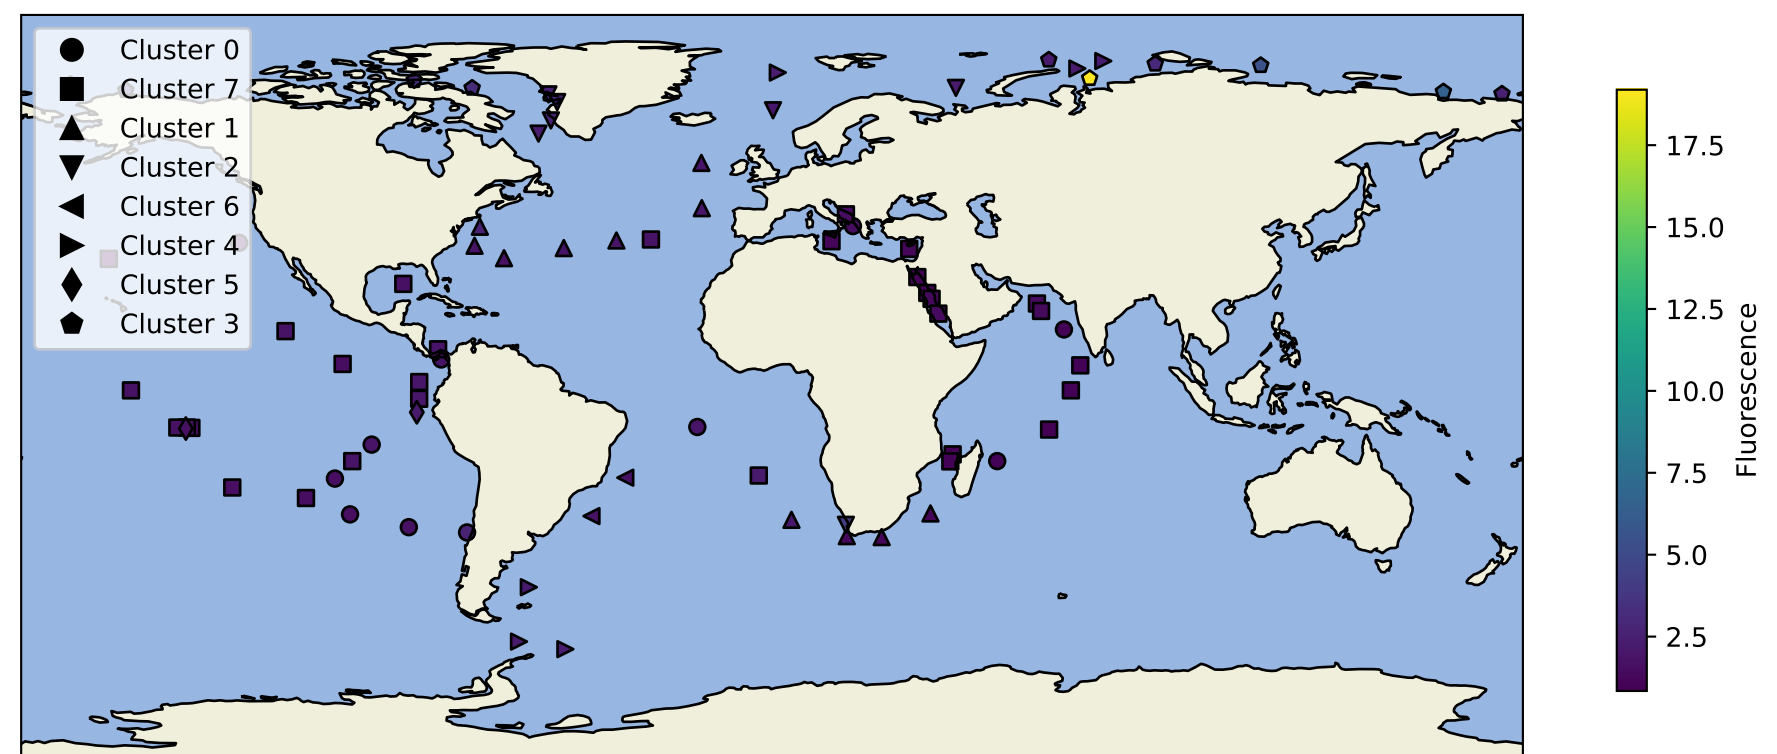 Cluster 0
Cluster 7
Cluster 1
Cluster 2
Cluster 6
Cluster 4
Cluster 5
Cluster 3
17.5
15.0
12.5
10.0
7.5
5.0
2.5
Fluorescence